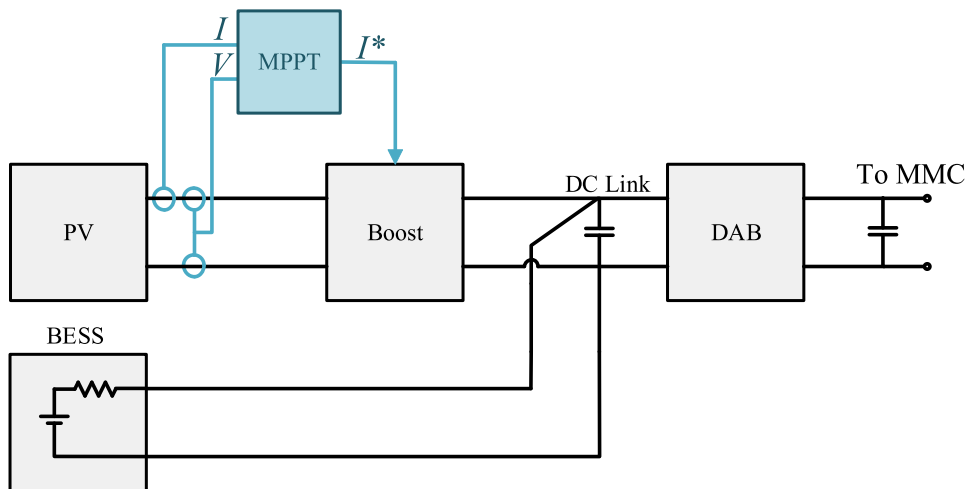 I
V
MPPT
I*
PV
Boost
DC Link
DAB
To MMC
BESS